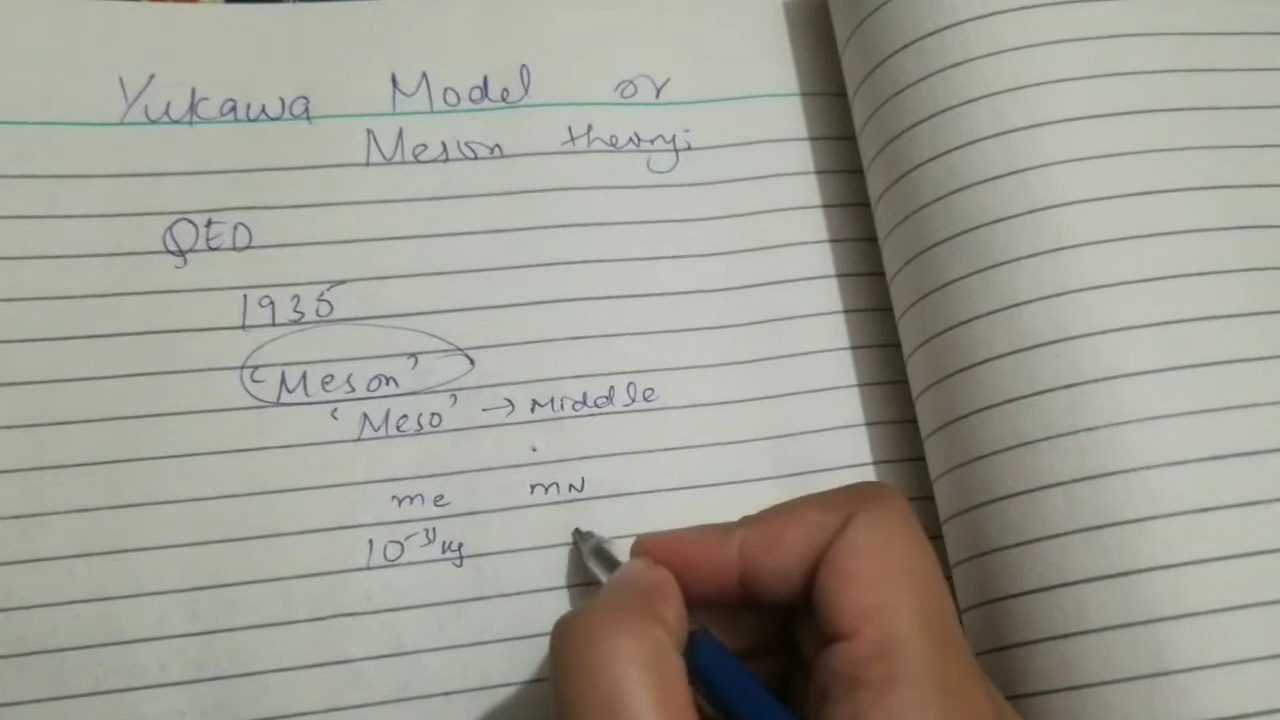 Yukawa Model or
Meson theory:
QED
1935
'Meson'
'Meso' → Middle
me mN
10⁻³¹kg